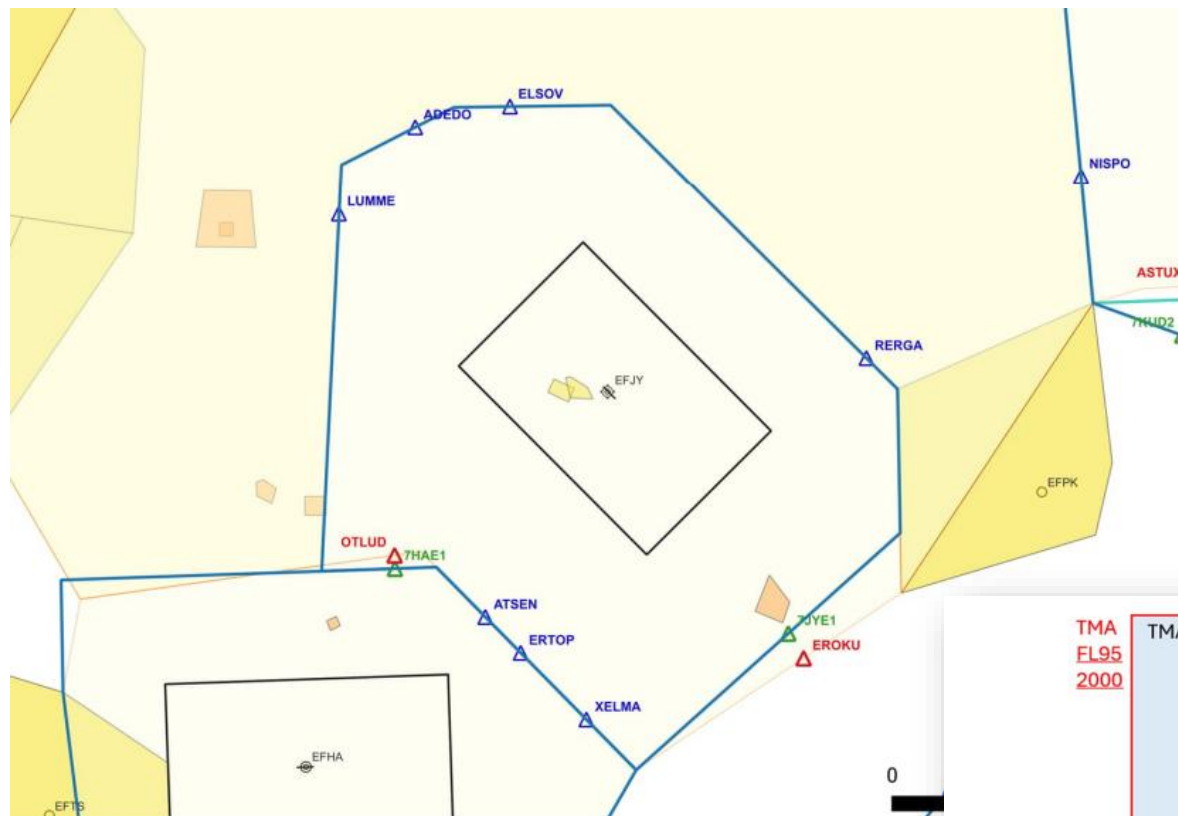 ELSOV
ADEDO
NISPO
LUMME
ASTUX
7KUD2
RERGA
EFJY
EFPK
OTLUD
7HAE1
ATSEN
7JYE1
ERTOP
EROKU
TMA
FL95
2000
TMA
XELMA
EFHA
0
EFTS